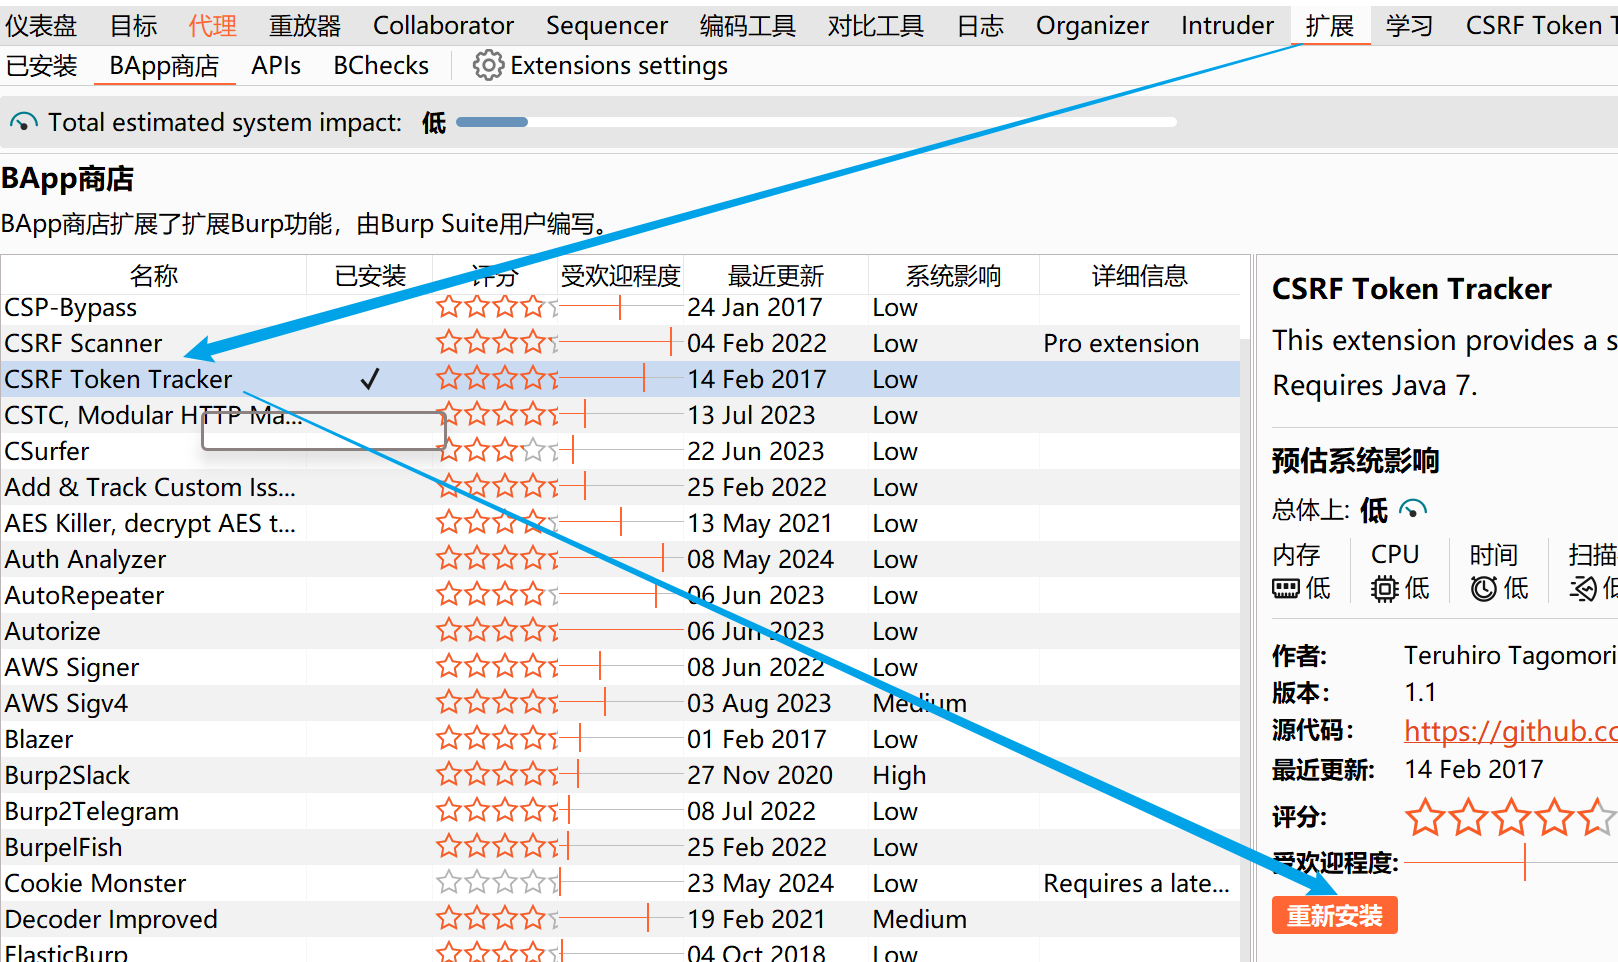 仪表盘 目标 代理 重放器 Collaborator Sequencer 编码工具 对比工具 日志 Organizer Intruder 扩展 学习 CSRF Token T
已安装 BApp商店 APIs BChecks Extensions settings
Total estimated system impact: 低
BApp商店
BApp商店扩展了扩展Burp功能，由Burp Suite用户编写。
名称 已安装 评分 受欢迎程度 最近更新 系统影响 详细信息
CSP-Bypass 24 Jan 2017 Low
CSRF Scanner 04 Feb 2022 Low Pro extension
CSRF Token Tracker ✓ 14 Feb 2017 Low
CSTC, Modular HTTP Ma... 13 Jul 2023 Low
CSurfer 22 Jun 2023 Low
Add & Track Custom Iss... 25 Feb 2022 Low
AES Killer, decrypt AES t... 13 May 2021 Low
Auth Analyzer 08 May 2024 Low
AutoRepeater 06 Jun 2023 Low
Autorize 06 Jun 2023 Low
AWS Signer 08 Jun 2022 Low
AWS Sigv4 03 Aug 2023 Medium
Blazer 01 Feb 2017 Low
Burp2Slack 27 Nov 2020 High
Burp2Telegram 08 Jul 2022 Low
BurpelFish 25 Feb 2022 Low
Cookie Monster 23 May 2024 Low Requires a late...
Decoder Improved 19 Feb 2021 Medium
ElasticBurp 04 Oct 2018 Low
CSRF Token Tracker
This extension provides a s
Requires Java 7.
预估系统影响
总体上: 低
内存 CPU 时间 扫描
低 低 低 低
作者: Teruhiro Tagomori
版本: 1.1
源代码: https://github.co
最近更新: 14 Feb 2017
评分:
受欢迎程度:
重新安装